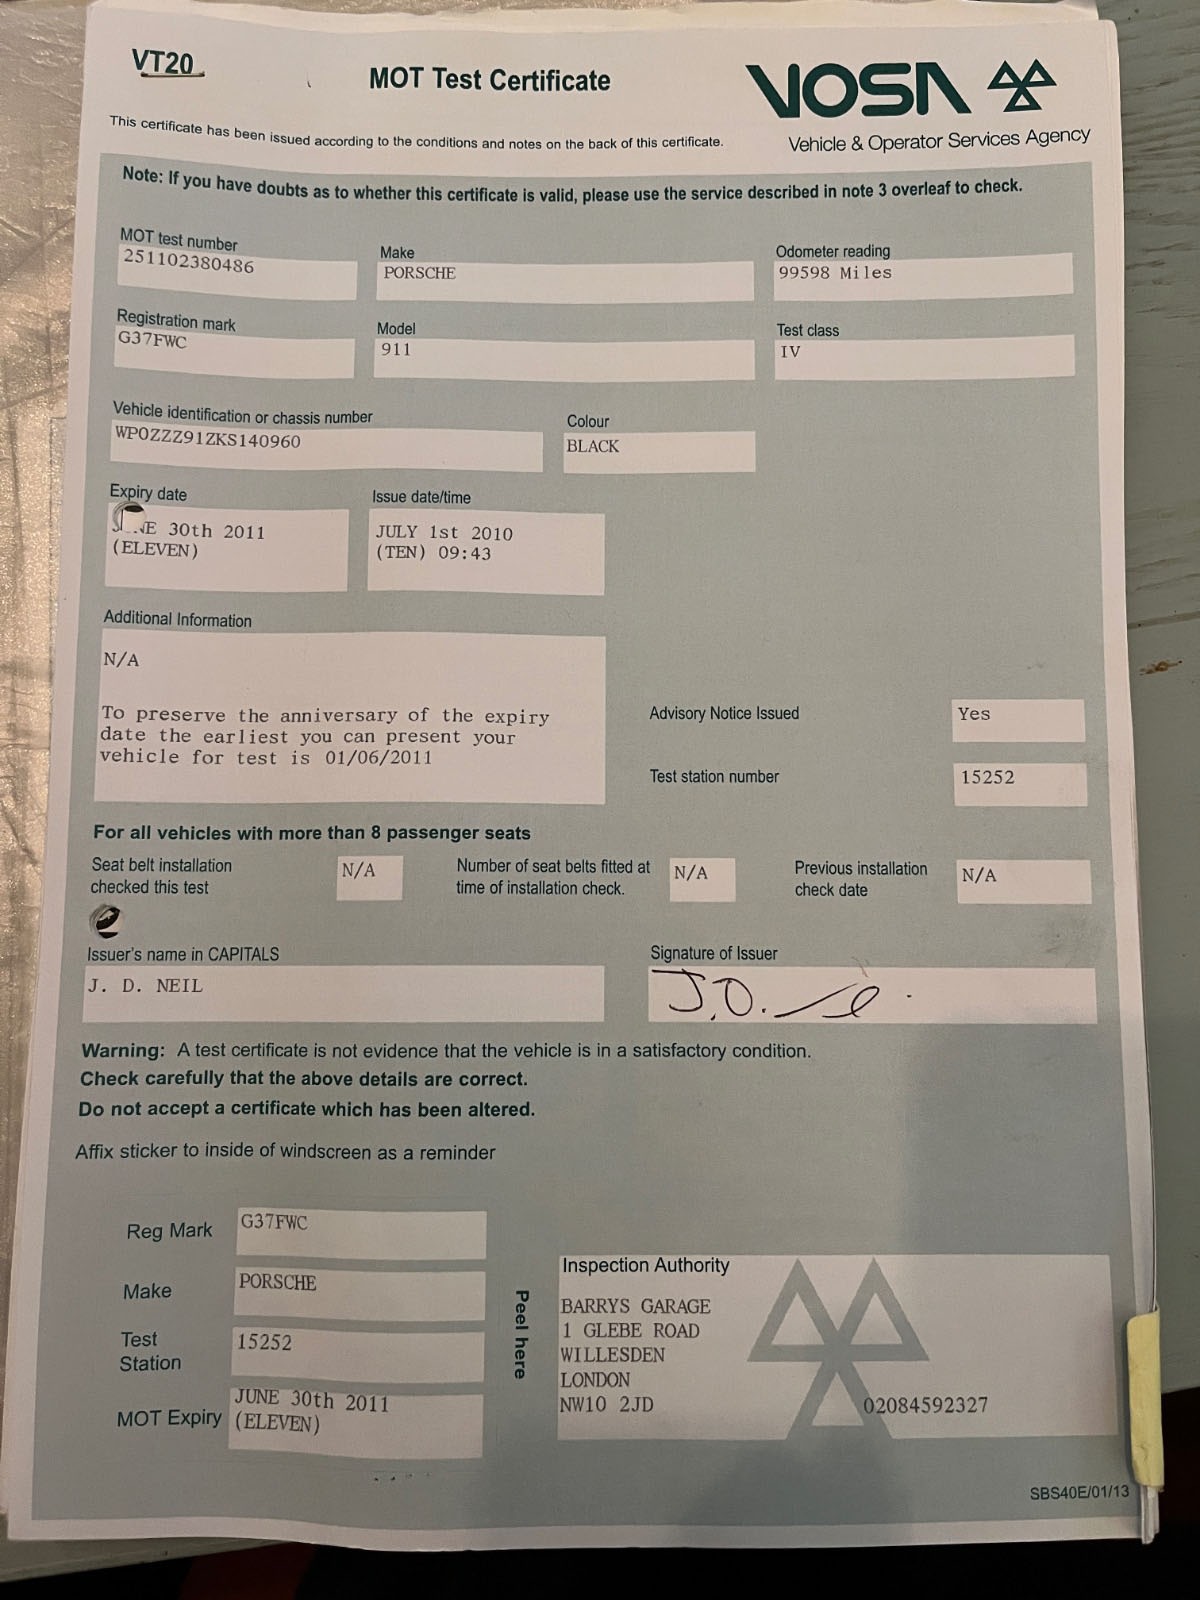 VT20
MOT Test Certificate
VOSA
Vehicle & Operator Services Agency
This certificate has been issued according to the conditions and notes on the back of this certificate.
Note: If you have doubts as to whether this certificate is valid, please use the service described in note 3 overleaf to check.
MOT test number
251102380486
Make
PORSCHE
Odometer reading
99598 Miles
Registration mark
G37FWC
Model
911
Test class
IV
Vehicle identification or chassis number
WP0ZZZ91ZKS140960
Colour
BLACK
Expiry date
30th 2011
(ELEVEN)
Issue date/time
JULY 1st 2010
(TEN) 09:43
Additional Information
N/A
To preserve the anniversary of the expiry
date the earliest you can present your
vehicle for test is 01/06/2011
Advisory Notice Issued
Yes
Test station number
15252
For all vehicles with more than 8 passenger seats
Seat belt installation
checked this test
N/A
Number of seat belts fitted at
time of installation check.
N/A
Previous installation
check date
N/A
Issuer's name in CAPITALS
J. D. NEIL
Signature of Issuer
J.D.
Warning: A test certificate is not evidence that the vehicle is in a satisfactory condition.
Check carefully that the above details are correct.
Do not accept a certificate which has been altered.
Affix sticker to inside of windscreen as a reminder
Reg Mark
G37FWC
Make
PORSCHE
Test
Station
15252
MOT Expiry
JUNE 30th 2011
(ELEVEN)
Peel here
Inspection Authority
BARRYS GARAGE
1 GLEBE ROAD
WILLESDEN
LONDON
NW10 2JD
02084592327
SBS40E/01/13